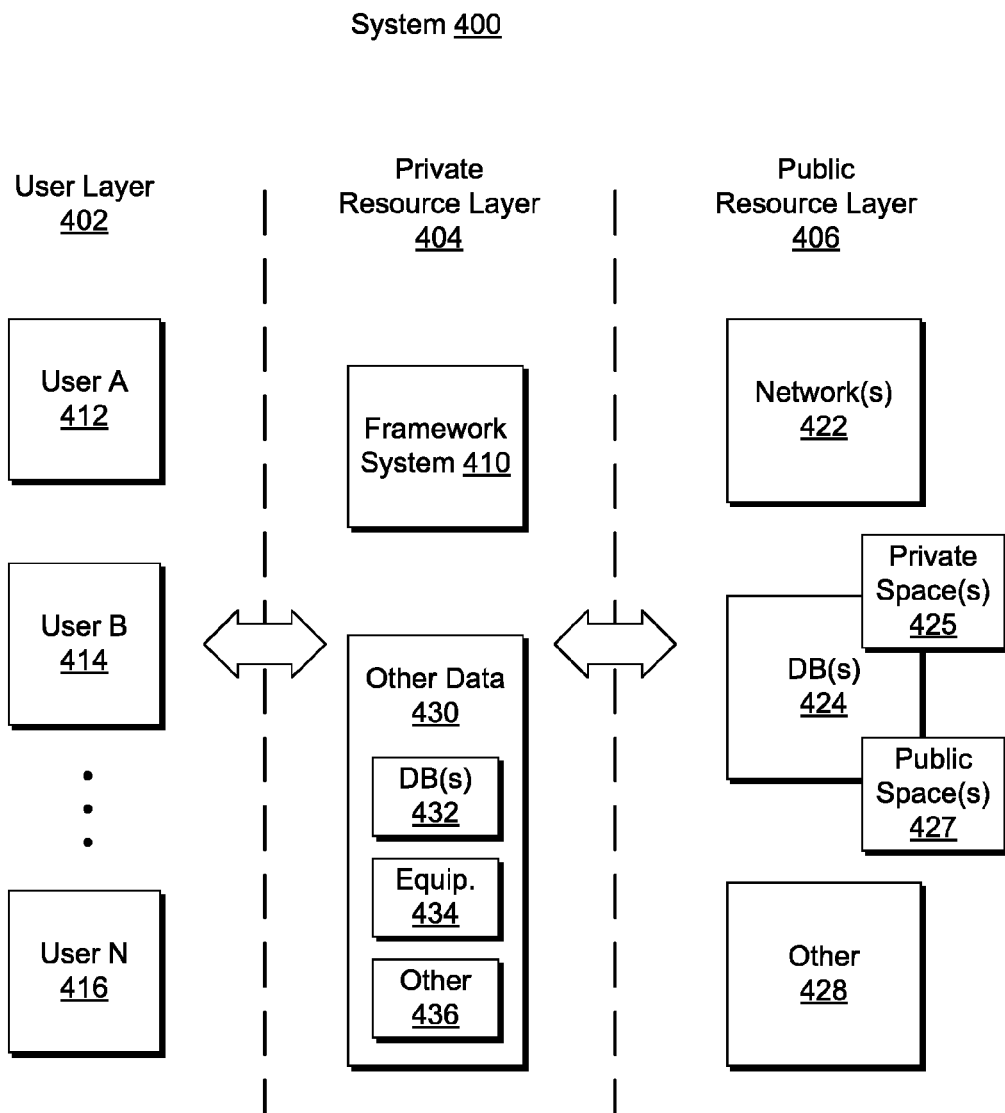 System 400
User Layer
402
Private
Resource Layer
404
Public
Resource Layer
406
User A
412
User B
414
User N
416
Framework
System 410
Other Data
430
DB(s)
432
Equip.
434
Other
436
Network(s)
422
Private
Space(s)
425
DB(s)
424
Public
Space(s)
427
Other
428